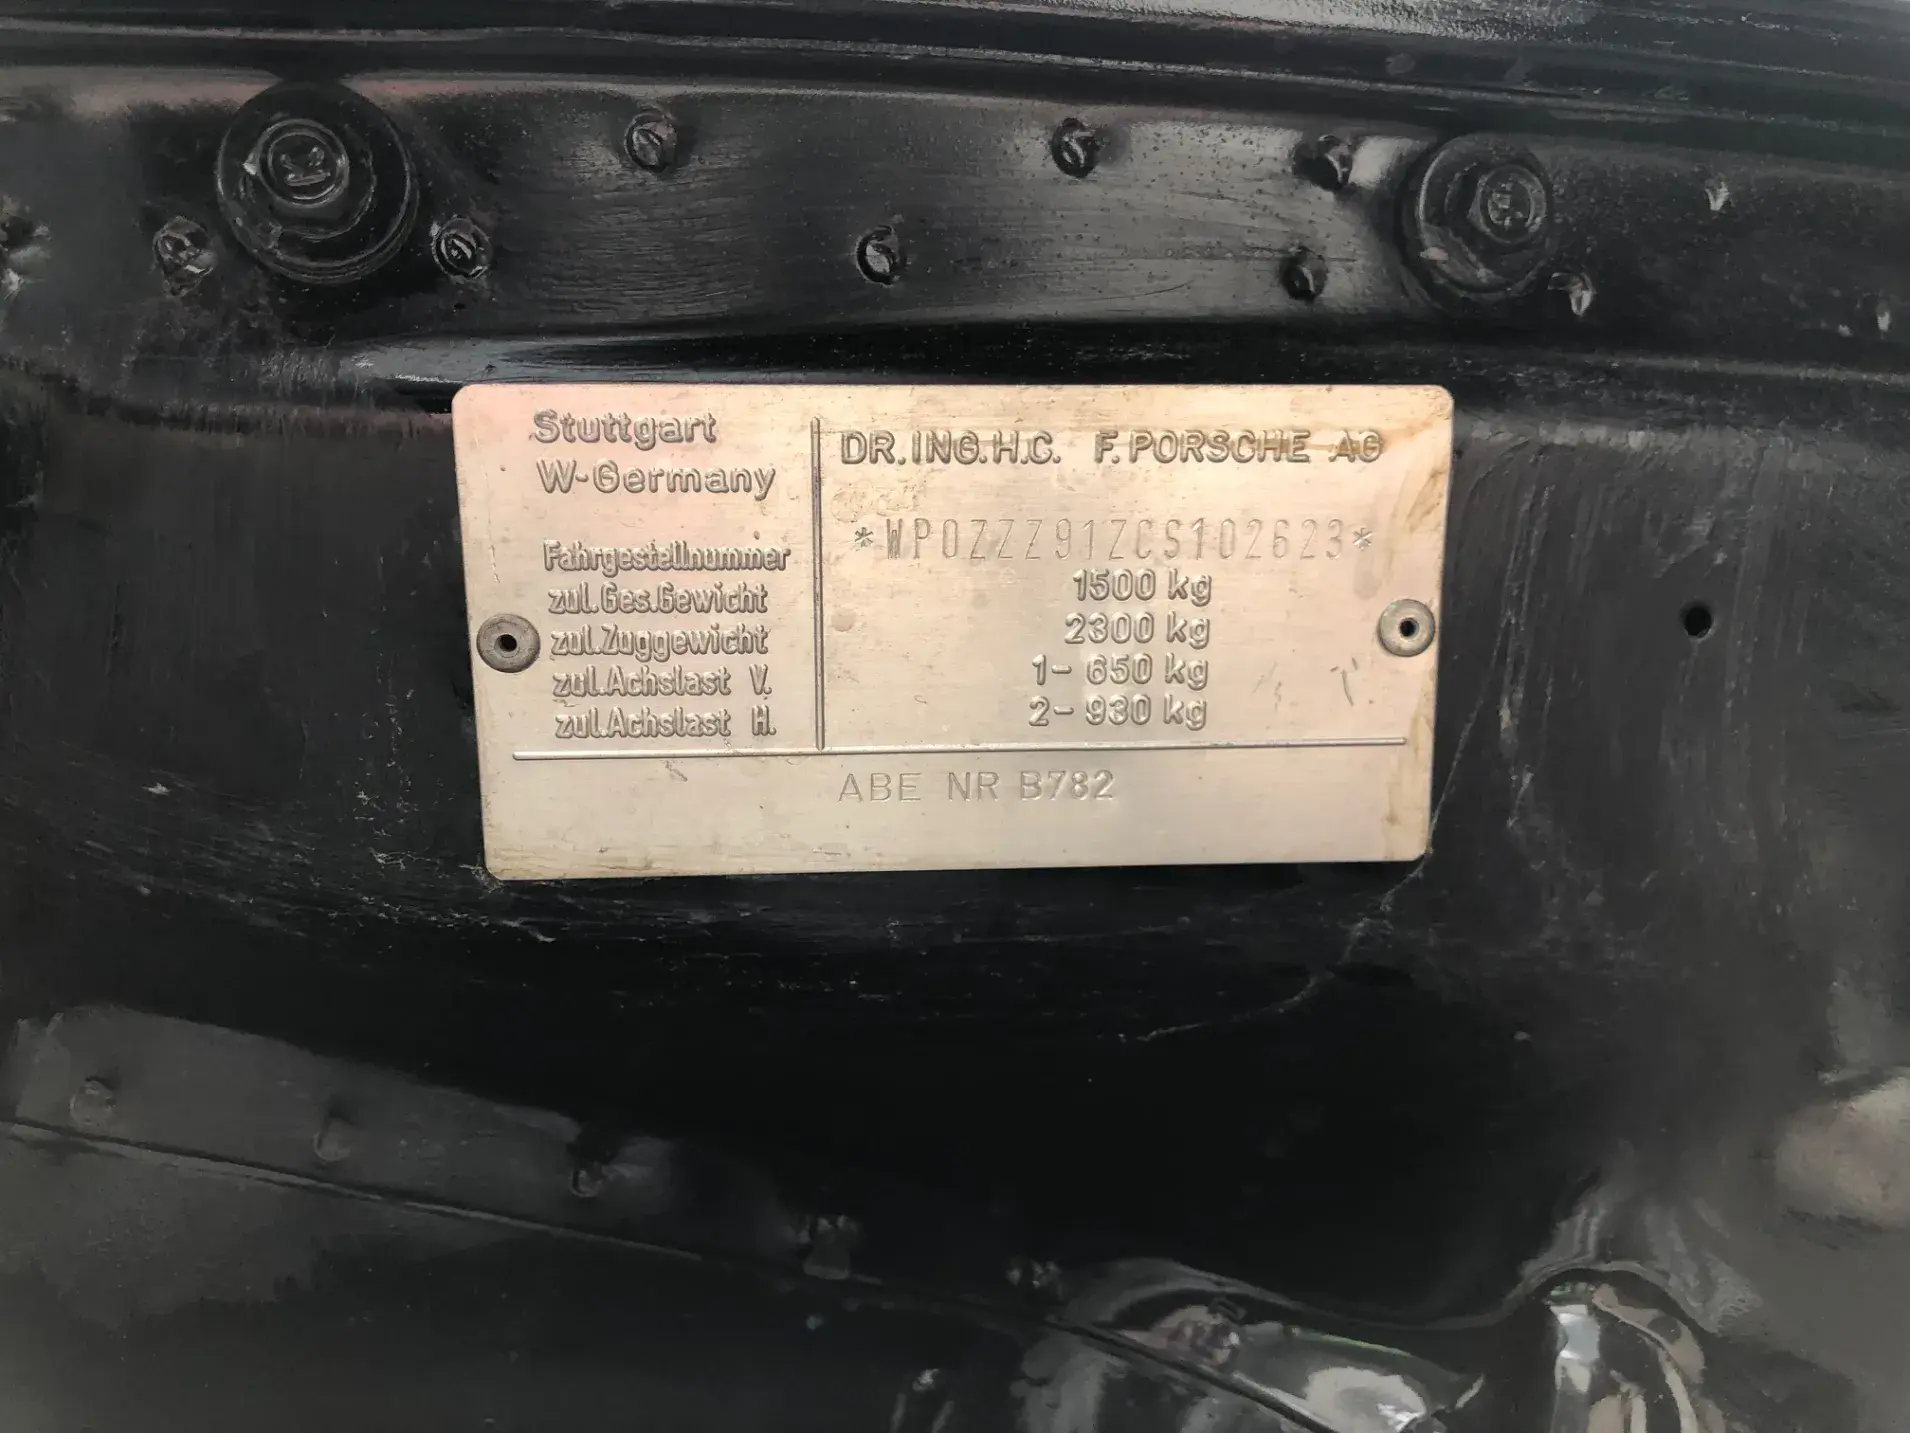 Stuttgart
W-Germany
DR.ING.H.C. F.PORSCHE AG
Fahrgestellnummer *WP0ZZZ91ZCS102623*
zul.Ges.Gewicht 1500 kg
zul.Zuggewicht 2300 kg
zul.Achslast V. 1- 650 kg
zul.Achslast H. 2- 930 kg
ABE NR B782